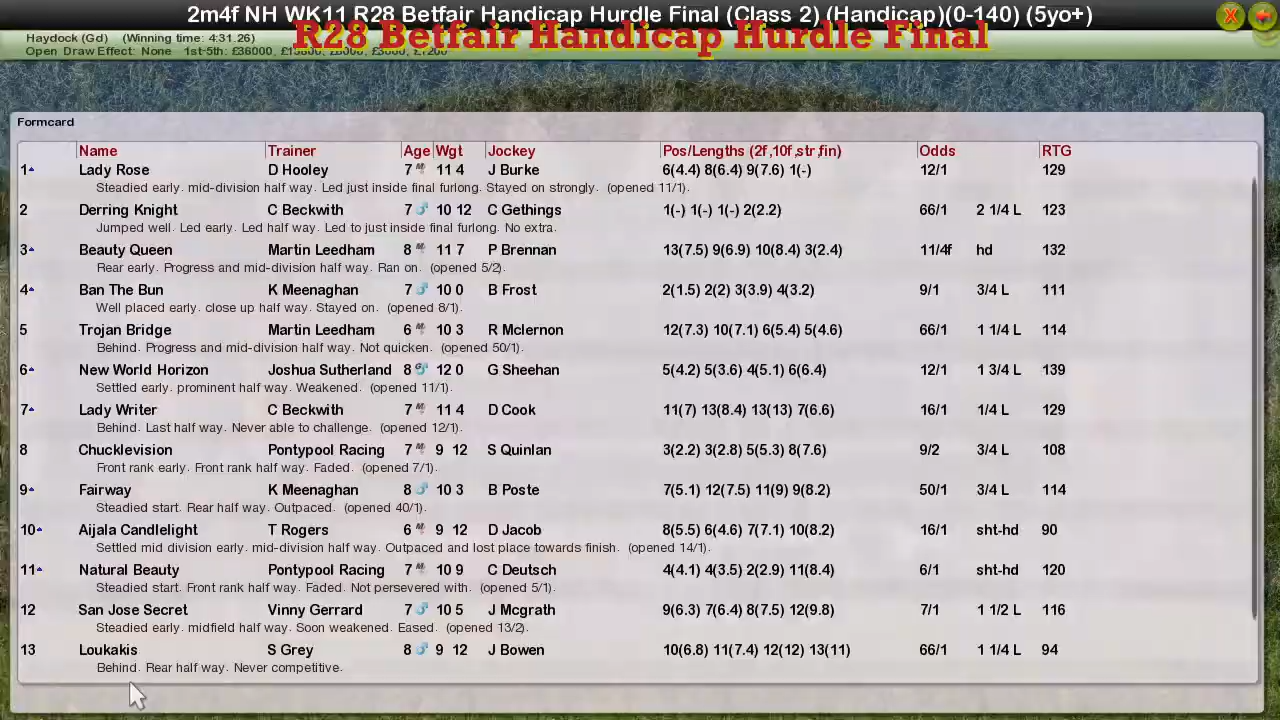 2m4f NH WK11 R28 Betfair Handicap Hurdle Final (Class 2) (Handicap)(0-140) (5yo+)
R28 Betfair Handicap Hurdle Final
Haydock (Gd) (Winning time: 4:31.26)
Open Draw Effect: None 1st-5th: £36000,
Formcard
Name Trainer Age Wgt Jockey Pos/Lengths (2f,10f,str,fin) Odds RTG
1 Lady Rose D Hooley 7 11 4 J Burke 6(4.4) 8(6.4) 9(7.6) 1(-) 12/1 129
Steadied early. mid-division half way. Led just inside final furlong. Stayed on strongly. (opened 11/1).
2 Derring Knight C Beckwith 7 10 12 C Gethings 1(-) 1(-) 1(-) 2(2.2) 66/1 2 1/4 L 123
Jumped well. Led early. Led half way. Led to just inside final furlong. No extra.
3 Beauty Queen Martin Leedham 8 11 7 P Brennan 13(7.5) 9(6.9) 10(8.4) 3(2.4) 11/4f hd 132
Rear early. Progress and mid-division half way. Ran on. (opened 5/2).
4 Ban The Bun K Meenaghan 7 10 0 B Frost 2(1.5) 2(2) 3(3.9) 4(3.2) 9/1 3/4 L 111
Well placed early. close up half way. Stayed on. (opened 8/1).
5 Trojan Bridge Martin Leedham 6 10 3 R Mclernon 12(7.3) 10(7.1) 6(5.4) 5(4.6) 66/1 1 1/4 L 114
Behind. Progress and mid-division half way. Not quicken. (opened 50/1).
6 New World Horizon Joshua Sutherland 8 12 0 G Sheehan 5(4.2) 5(3.6) 4(5.1) 6(6.4) 12/1 1 3/4 L 139
Settled early. prominent half way. Weakened. (opened 11/1).
7 Lady Writer C Beckwith 7 11 4 D Cook 11(7) 13(8.4) 13(13) 7(6.6) 16/1 1/4 L 129
Behind. Last half way. Never able to challenge. (opened 12/1).
8 Chucklevision Pontypool Racing 7 9 12 S Quinlan 3(2.2) 3(2.8) 5(5.3) 8(7.6) 9/2 3/4 L 108
Front rank early. Front rank half way. Faded. (opened 7/1).
9 Fairway K Meenaghan 8 10 3 B Poste 7(5.1) 12(7.5) 11(9) 9(8.2) 50/1 3/4 L 114
Steadied start. Rear half way. Outpaced. (opened 40/1).
10 Aijala Candlelight T Rogers 6 9 12 D Jacob 8(5.5) 6(4.6) 7(7.1) 10(8.2) 16/1 sht-hd 90
Settled mid division early. mid-division half way. Outpaced and lost place towards finish. (opened 14/1).
11 Natural Beauty Pontypool Racing 7 10 9 C Deutsch 4(4.1) 4(3.5) 2(2.9) 11(8.4) 6/1 sht-hd 120
Steadied start. Front rank half way. Faded. Not persevered with. (opened 5/1).
12 San Jose Secret Vinny Gerrard 7 10 5 J Mcgrath 9(6.3) 7(6.4) 8(7.5) 12(9.8) 7/1 1 1/2 L 116
Steadied early. midfield half way. Soon weakened. Eased. (opened 13/2).
13 Loukakis S Grey 8 9 12 J Bowen 10(6.8) 11(7.4) 12(12) 13(11) 66/1 1 1/4 L 94
Behind. Rear half way. Never competitive.